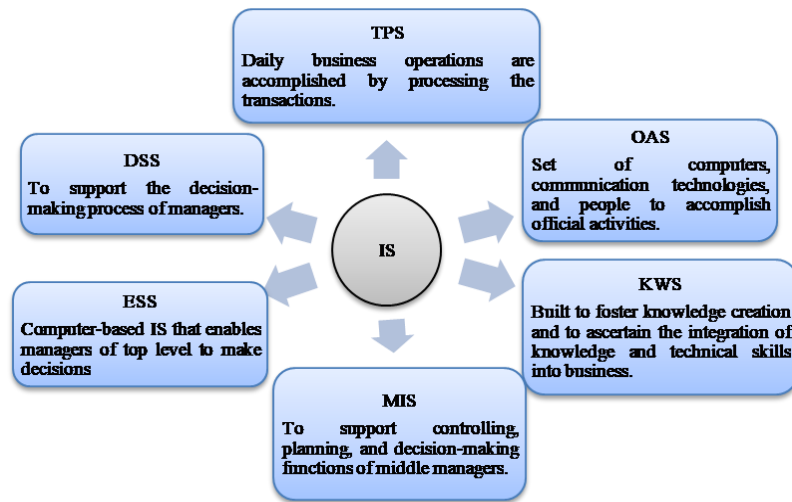 TPS
Daily business operations are
accomplished by processing the
transactions.
OAS
Set of computers,
communication technologies,
and people to accomplish
official activities.
DSS
To support the decision-
making process of managers.
IS
KWS
Built to foster knowledge creation
and to ascertain the integration of
knowledge and technical skills
into business.
ESS
Computer-based IS that enables
managers of top level to make
decisions
MIS
To support controlling,
planning, and decision-making
functions of middle managers.